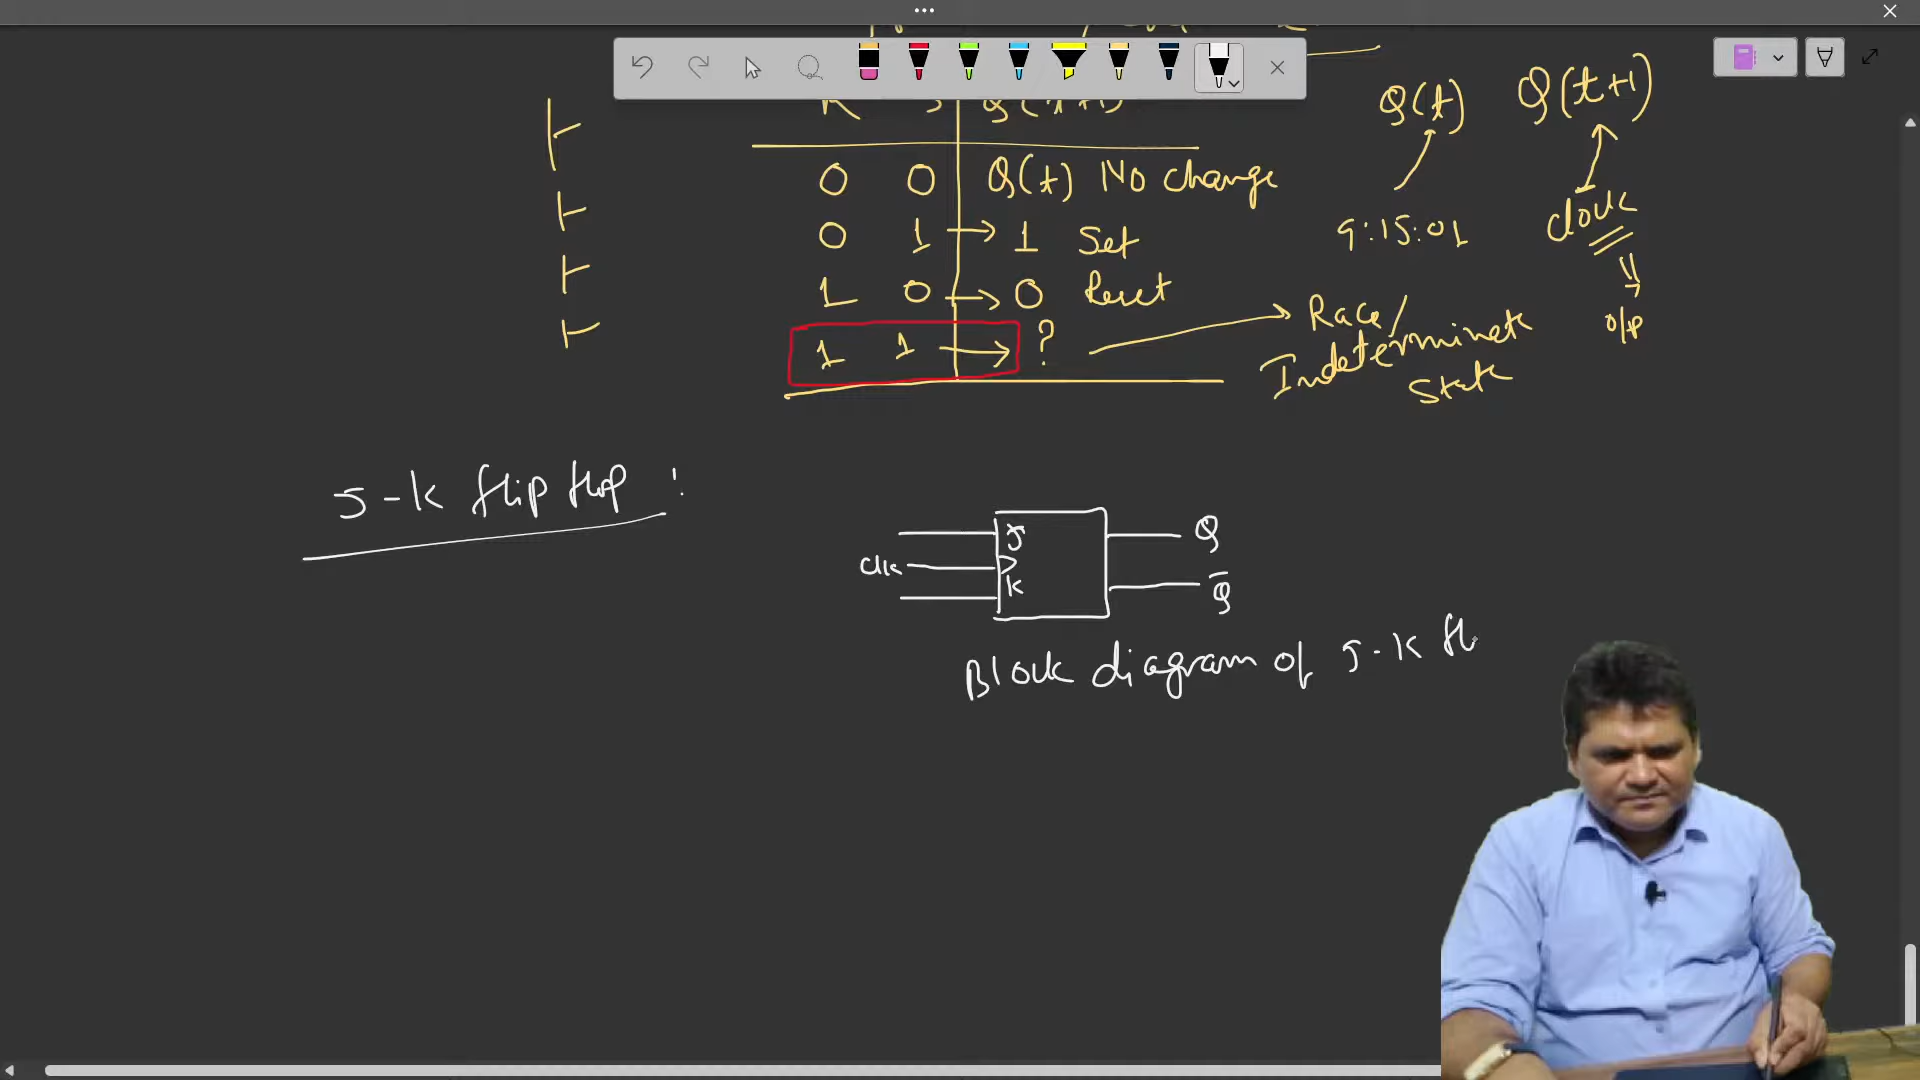 Q(t) Q(t+1)
0 0 Q(t) No change
0 1 → 1 Set
1 0 → 0 Reset
1 1 → ?
9:15:01
clock
o/p
Race/
Indeterminate
State
J-K flip flop :
J
clk
K
Q
Q̅
Block diagram of J-K fl